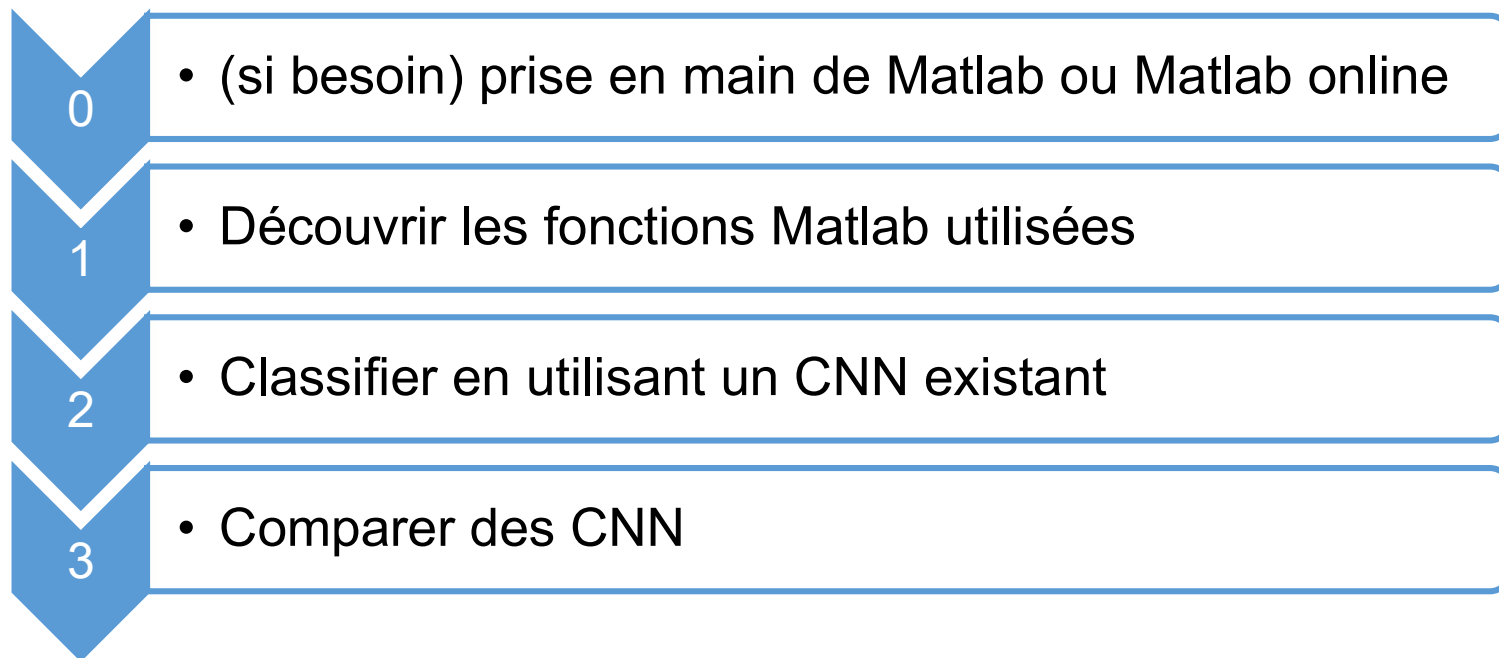 0
• (si besoin) prise en main de Matlab ou Matlab online
1
• Découvrir les fonctions Matlab utilisées
2
• Classifier en utilisant un CNN existant
3
• Comparer des CNN